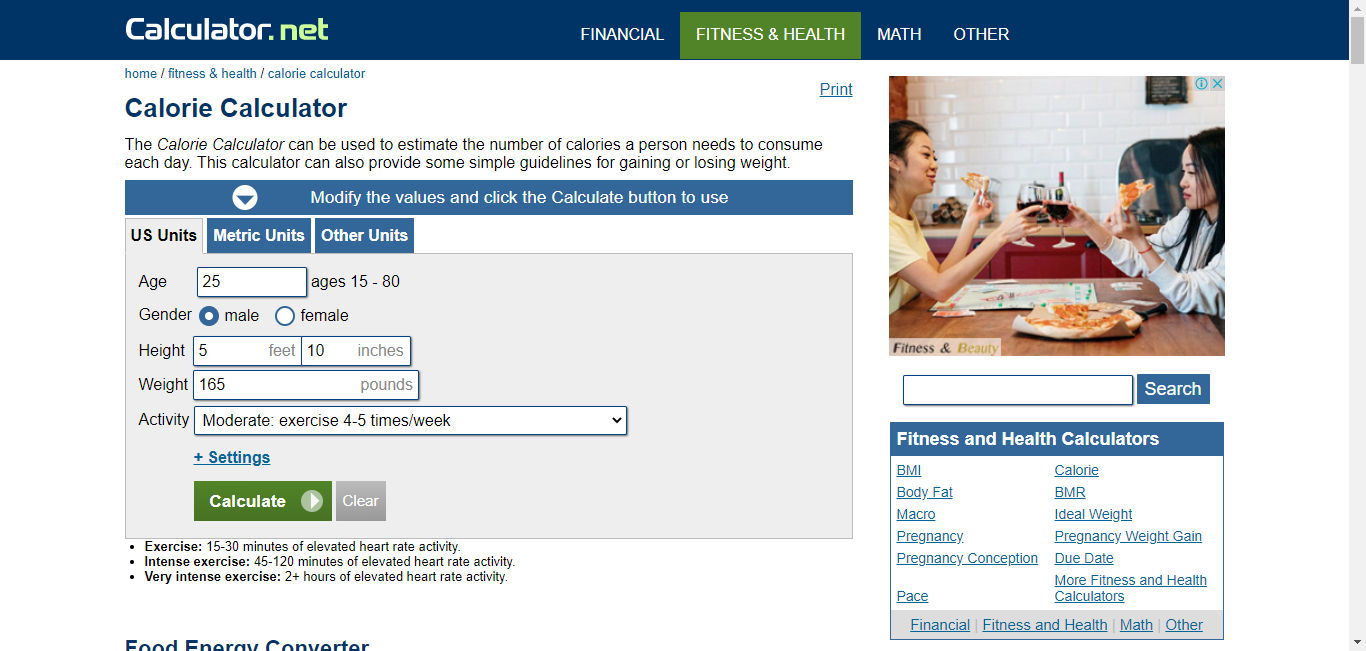 Calculator.net
FINANCIAL
FITNESS & HEALTH
MATH
OTHER
home / fitness & health / calorie calculator
Print
Calorie Calculator
The Calorie Calculator can be used to estimate the number of calories a person needs to consume
each day. This calculator can also provide some simple guidelines for gaining or losing weight.
Modify the values and click the Calculate button to use
US Units
Metric Units
Other Units
Age 25 ages 15 - 80
Gender male female
Height 5 feet 10 inches
Weight 165 pounds
Activity Moderate: exercise 4-5 times/week
+ Settings
Calculate
Clear
Exercise: 15-30 minutes of elevated heart rate activity.
Intense exercise: 45-120 minutes of elevated heart rate activity.
Very intense exercise: 2+ hours of elevated heart rate activity.
Food Energy Converter
Fitness & Beauty
Search
Fitness and Health Calculators
BMI
Calorie
Body Fat
BMR
Macro
Ideal Weight
Pregnancy
Pregnancy Weight Gain
Pregnancy Conception
Due Date
Pace
More Fitness and Health
Calculators
Financial | Fitness and Health | Math | Other